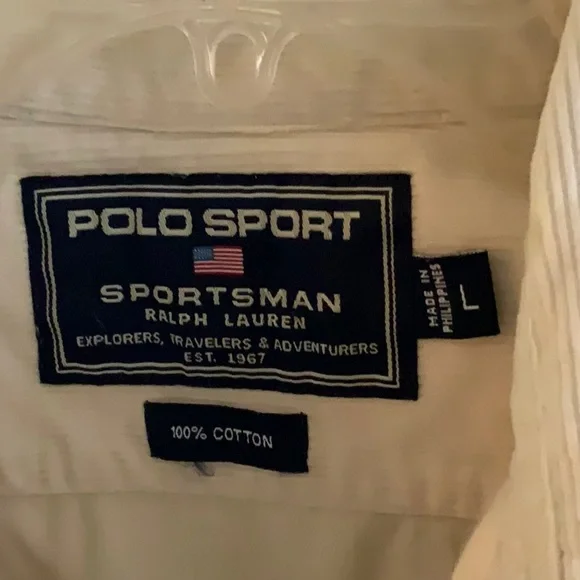 POLO SPORT
SPORTSMAN
RALPH LAUREN
EXPLORERS, TRAVELERS & ADVENTURERS
EST. 1967
MADE IN
PHILIPPINES
L
100% COTTON